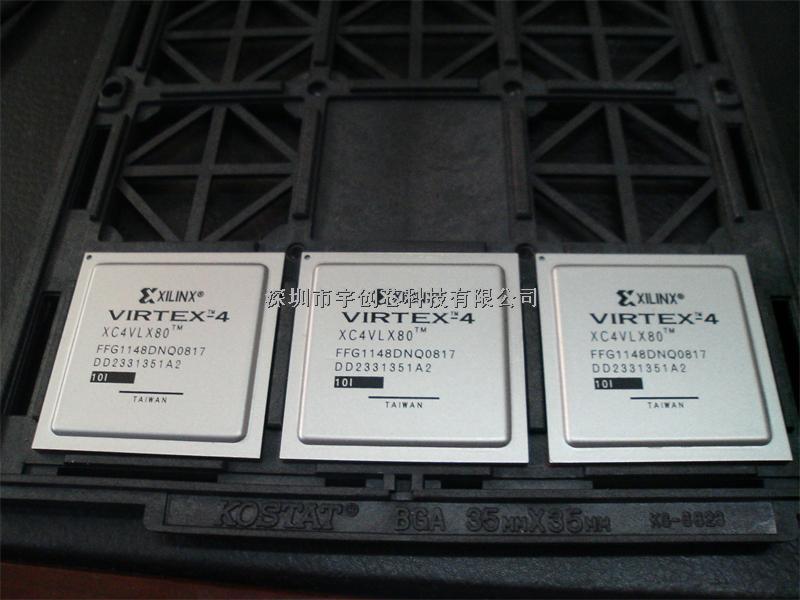 XILINX®
VIRTEX™-4
XC4VLX80™
FFG1148DNQ0817
DD2331351A2
10I
TAIWAN
XILINX®
VIRTEX™-4
XC4VLX80™
FFG1148DNQ0817
DD2331351A2
10I
TAIWAN
XILINX®
VIRTEX™-4
XC4VLX80™
FFG1148DNQ0817
DD2331351A2
10I
TAIWAN
深圳市宇创芯科技有限公司
KOSTAT® BGA 35MMX35MM